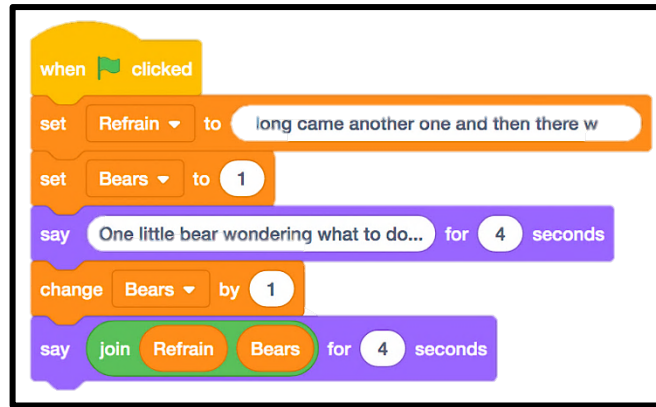 when clicked
set Refrain to long came another one and then there w
set Bears to 1
say One little bear wondering what to do... for 4 seconds
change Bears by 1
say join Refrain Bears for 4 seconds